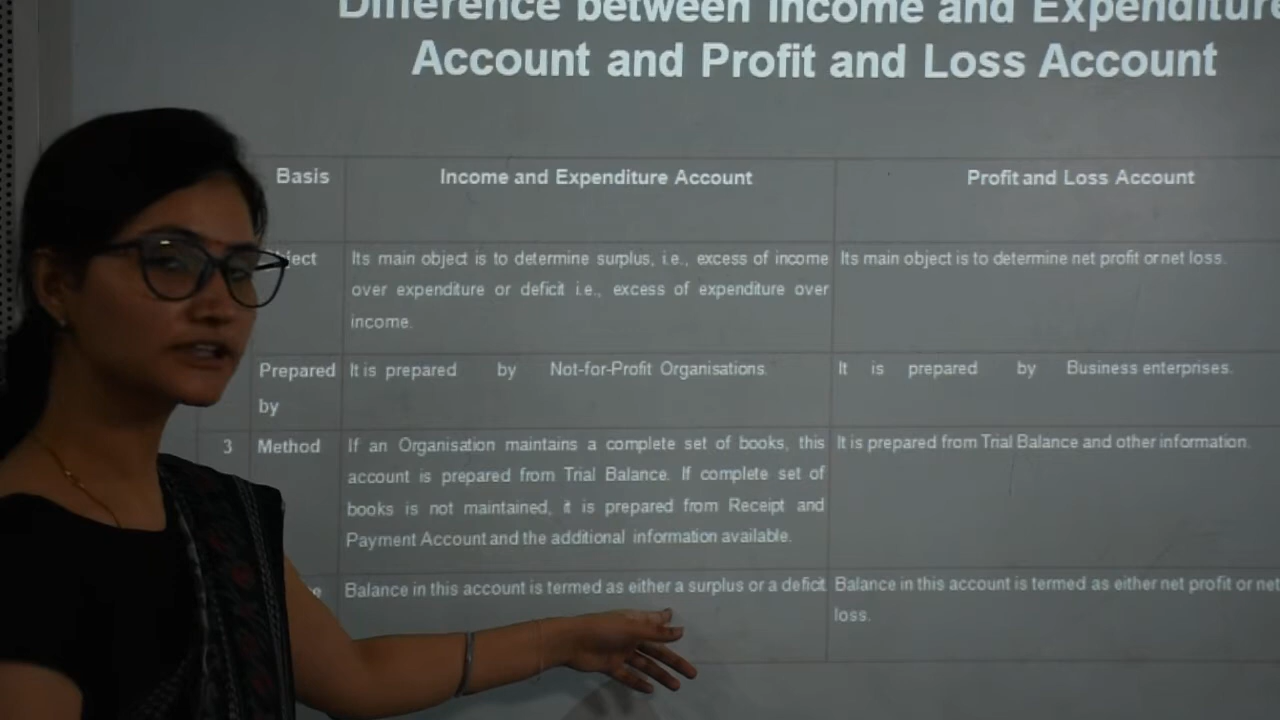 Difference between Income and Expenditure
Account and Profit and Loss Account
Basis Income and Expenditure Account Profit and Loss Account
Its main object is to determine surplus, i.e., excess of income Its main object is to determine net profit or net loss.
over expenditure or deficit i.e., excess of expenditure over
income.
Prepared It is prepared by Not-for-Profit Organisations. It is prepared by Business enterprises.
by
3 Method If an Organisation maintains a complete set of books, this It is prepared from Trial Balance and other information.
account is prepared from Trial Balance. If complete set of
books is not maintained, it is prepared from Receipt and
Payment Account and the additional information available.
Balance in this account is termed as either a surplus or a deficit Balance in this account is termed as either net profit or net
loss.